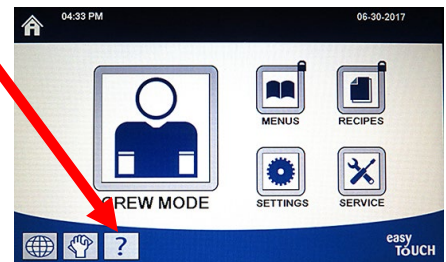 04:33 PM
06-30-2017
MENUS
RECIPES
CREW MODE
SETTINGS
SERVICE
?
easy
ToUCH